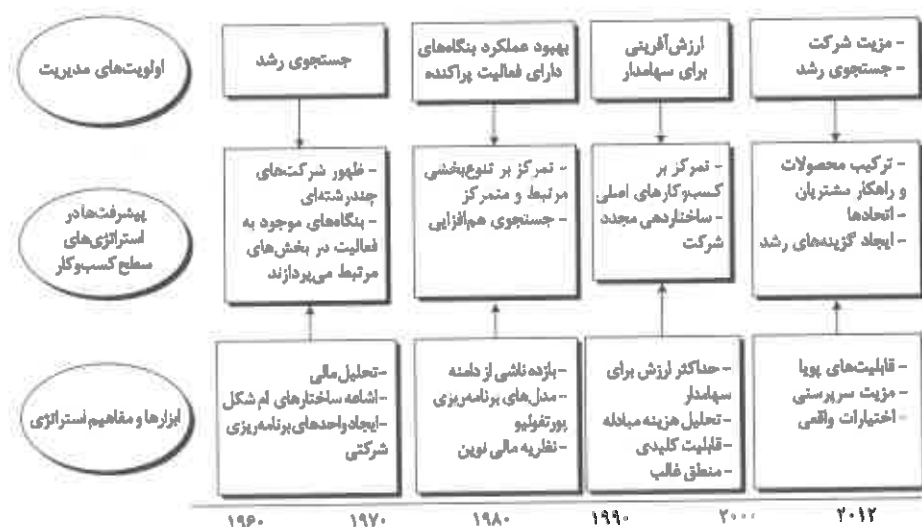 اولویت‌های مدیریت
جستجوی رشد
بهبود عملکرد بنگاه‌های
دارای فعالیت پراکنده
ارزش‌آفرینی
برای سهامدار
- مزیت شرکت
- جستجوی رشد
پیشرفت‌ها در
استراتژی‌های
سطح کسب‌وکار
- ظهور شرکت‌های
چندرشته‌ای
- بنگاه‌های موجود به
فعالیت در بخش‌های
مرتبط می‌پردازند
- تمرکز بر تنوع‌بخشی
مرتبط و متمرکز
- جستجوی هم‌افزایی
- تمرکز بر
کسب‌وکارهای اصلی
- ساختاردهی مجدد
شرکت
- ترکیب محصولات
و راهکار مشتریان
- اتحادها
- ایجاد گزینه‌های رشد
ابزارها و مفاهیم استراتژی
-تحلیل مالی
-اشاعه ساختارهای ام شکل
-ایجاد واحدهای برنامه‌ریزی
شرکتی
-بازده ناشی از دامنه
-مدل‌های برنامه‌ریزی
پورتفولیو
-نظریه مالی نوین
-حداکثر ارزش برای
سهامدار
-تحلیل هزینه مبادله
-قابلیت کلیدی
-منطق غالب
-قابلیت‌های پویا
-مزیت سرپرستی
-اختیارات واقعی
۱۹۶۰ ۱۹۷۰ ۱۹۸۰ ۱۹۹۰ ۲۰۰۰ ۲۰۱۲